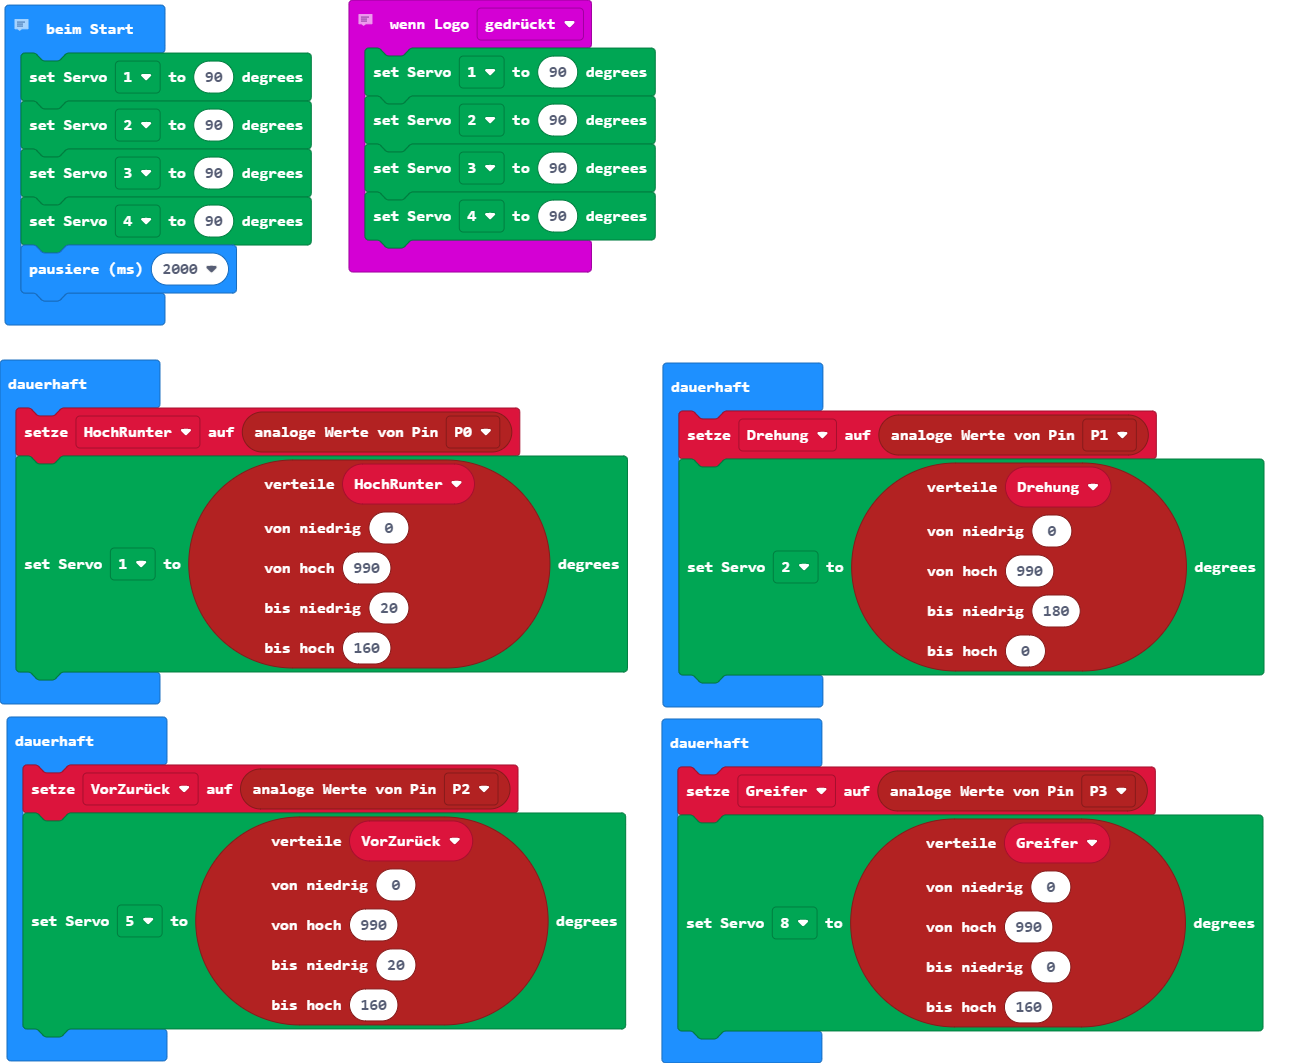 beim Start
set Servo 1 to 90 degrees
set Servo 2 to 90 degrees
set Servo 3 to 90 degrees
set Servo 4 to 90 degrees
pausiere (ms) 2000
wenn Logo gedrückt
set Servo 1 to 90 degrees
set Servo 2 to 90 degrees
set Servo 3 to 90 degrees
set Servo 4 to 90 degrees
dauerhaft
setze HochRunter auf analoge Werte von Pin P0
verteile HochRunter
von niedrig 0
von hoch 990
set Servo 1 to degrees
bis niedrig 20
bis hoch 160
dauerhaft
setze Drehung auf analoge Werte von Pin P1
verteile Drehung
von niedrig 0
von hoch 990
set Servo 2 to degrees
bis niedrig 180
bis hoch 0
dauerhaft
setze VorZurück auf analoge Werte von Pin P2
verteile VorZurück
von niedrig 0
von hoch 990
set Servo 5 to degrees
bis niedrig 20
bis hoch 160
dauerhaft
setze Greifer auf analoge Werte von Pin P3
verteile Greifer
von niedrig 0
von hoch 990
set Servo 8 to degrees
bis niedrig 0
bis hoch 160